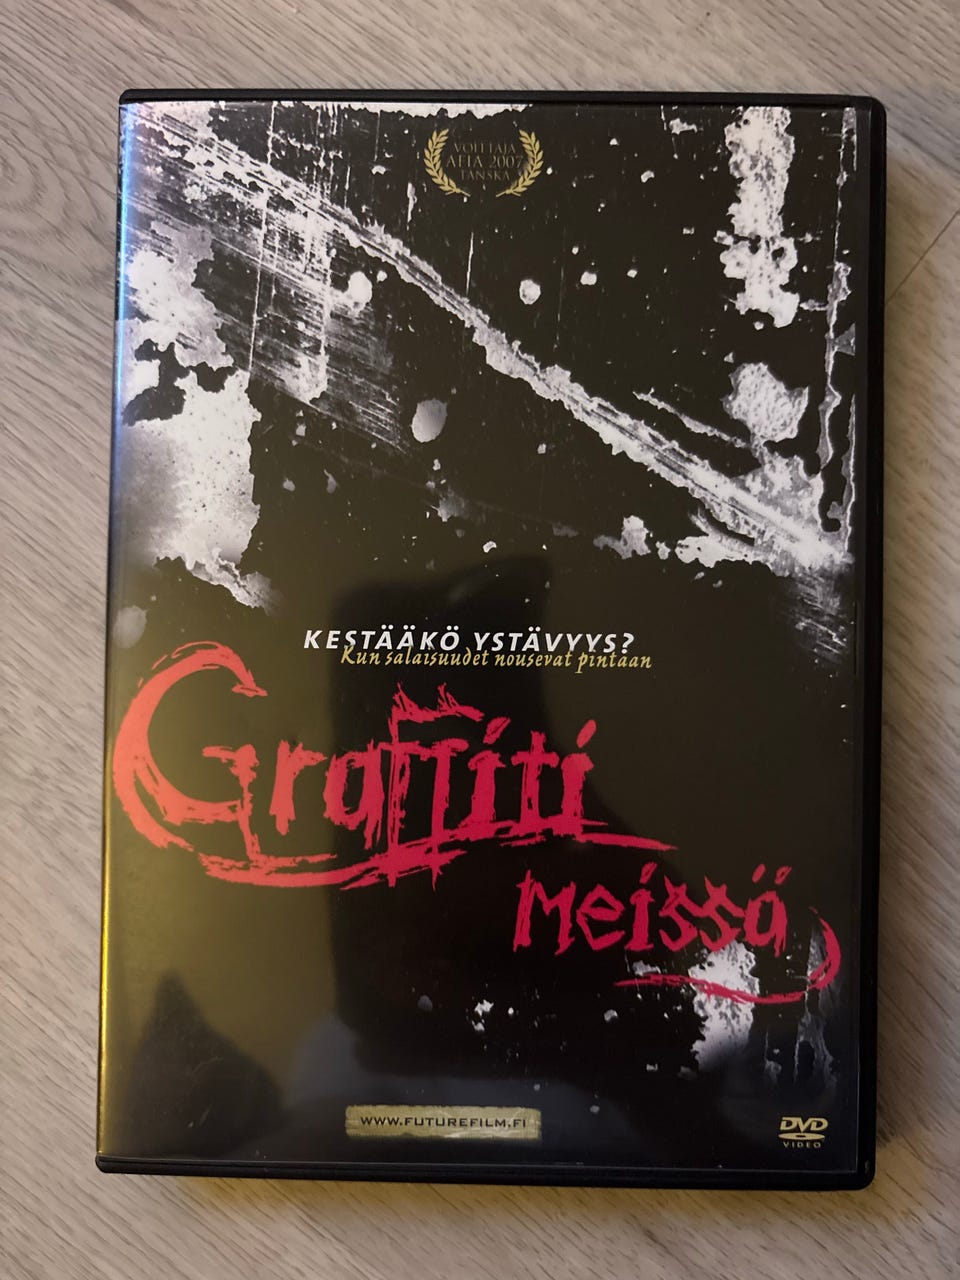 VOITTAJA
AFIA 2007
TANSKA
KESTÄÄKÖ YSTÄVYYS?
Kun salaisuudet nousevat pintaan
Graffiti
meissä
WWW.FUTUREFILM.FI
DVD
VIDEO